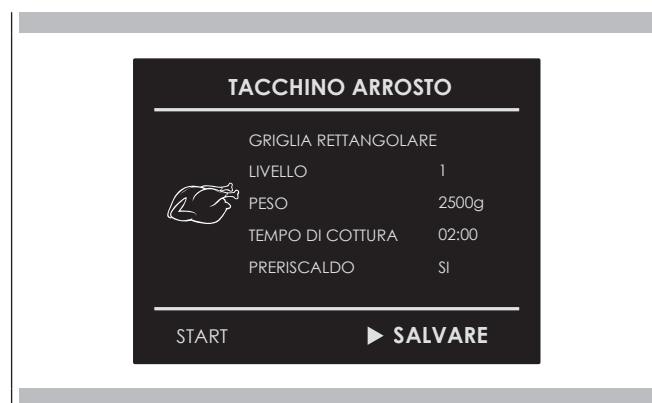 TACCHINO ARROSTO
GRIGLIA RETTANGOLARE
LIVELLO 1
PESO 2500g
TEMPO DI COTTURA 02:00
PRERISCALDO SI
START ▶ SALVARE